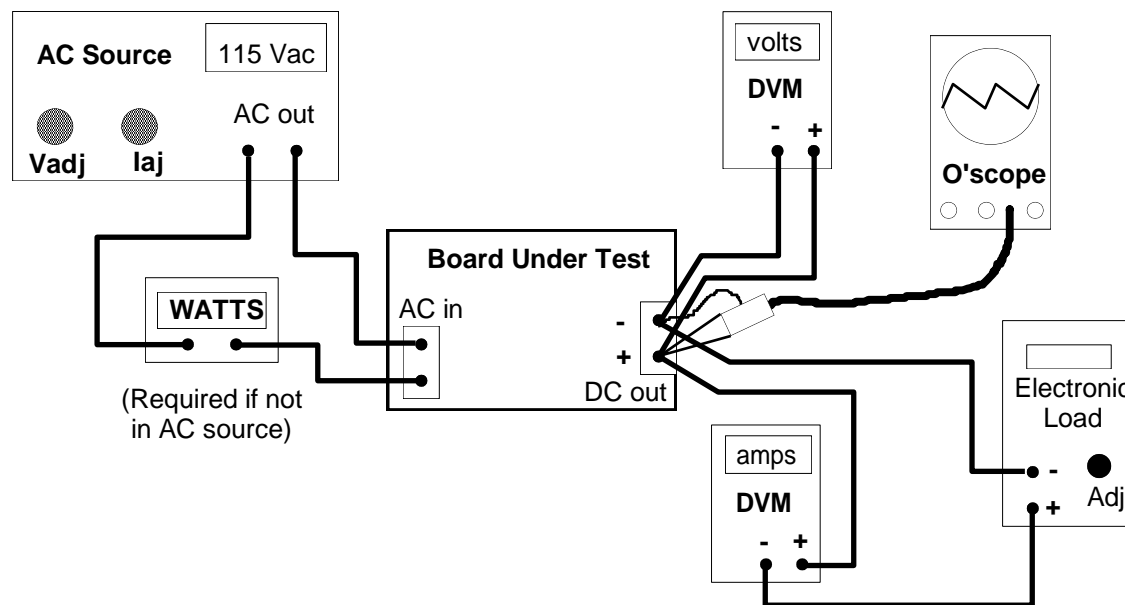 AC Source
115 Vac
AC out
Vadj
Iaj
WATTS
(Required if not
in AC source)
Board Under Test
AC in
-
+
DC out
volts
DVM
- +
O'scope
amps
DVM
- +
Electronic
Load
-
+
Adj